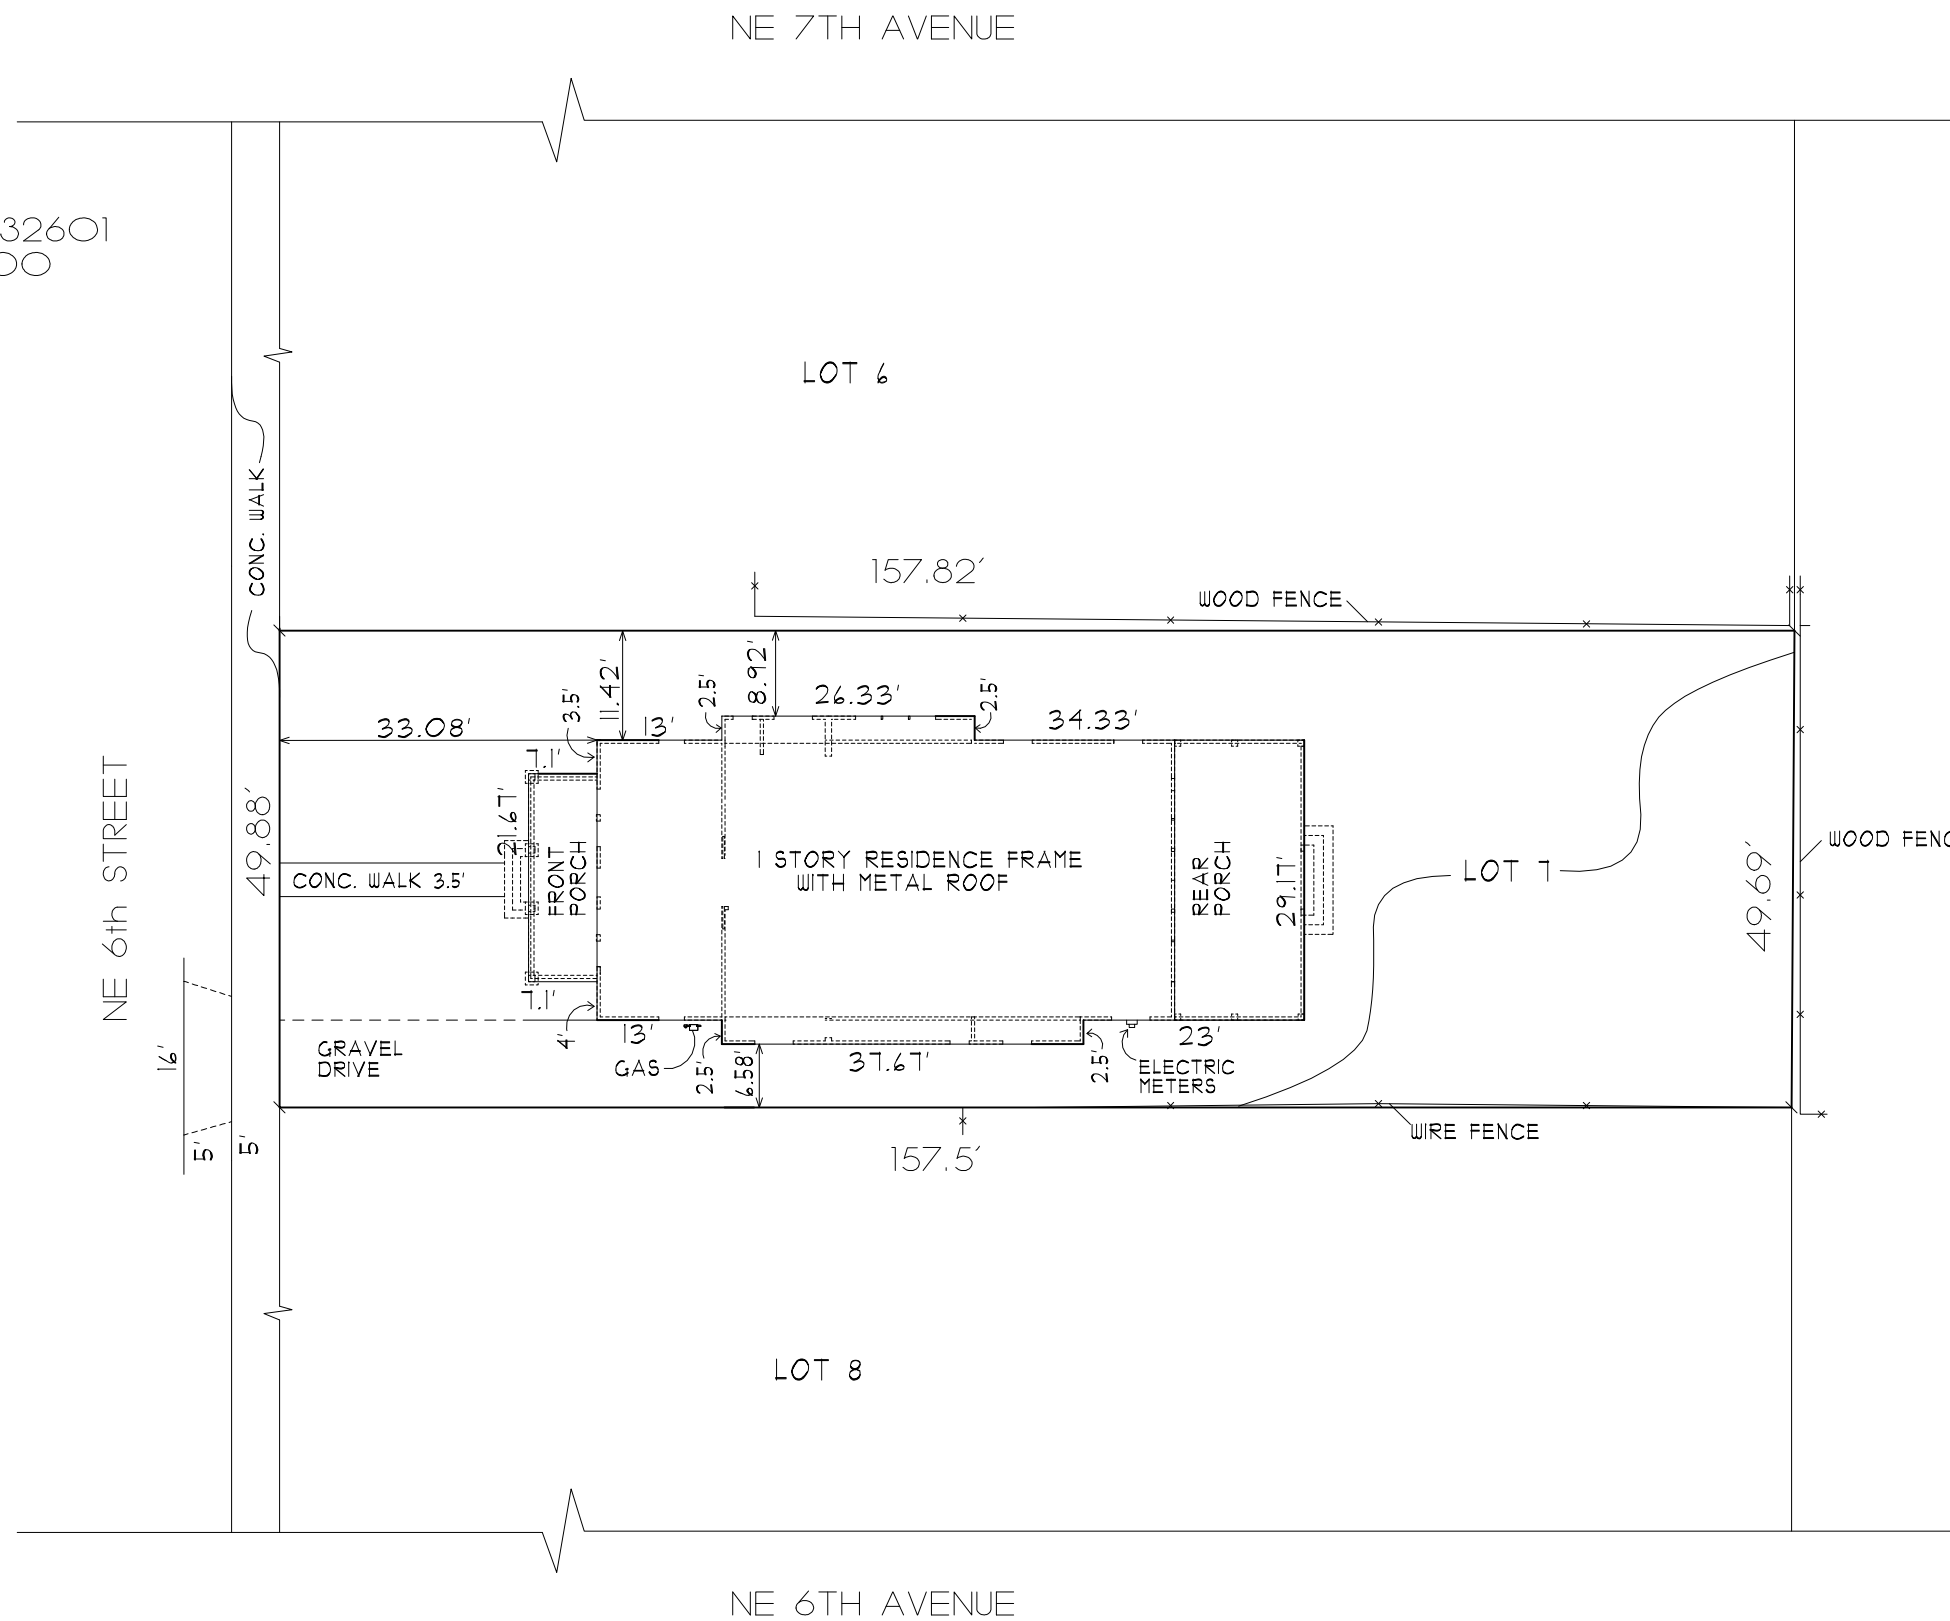 NE 7TH AVENUE
32601
00
LOT 6
CONC. WALK
157.82'
WOOD FENCE
11.42'
8.92'
3.5'
2.5'
26.33'
2.5'
33.08'
13'
34.33'
7.1'
21.67'
49.88'
NE 6th STREET
CONC. WALK 3.5'
FRONT
PORCH
1 STORY RESIDENCE FRAME
WITH METAL ROOF
REAR
PORCH
29.17'
LOT 7
49.69'
WOOD FENC
7.1'
4'
13'
GAS
2.5'
6.58'
37.67'
2.5'
23'
ELECTRIC
METERS
GRAVEL
DRIVE
16'
5'
5'
WIRE FENCE
157.5'
LOT 8
NE 6TH AVENUE